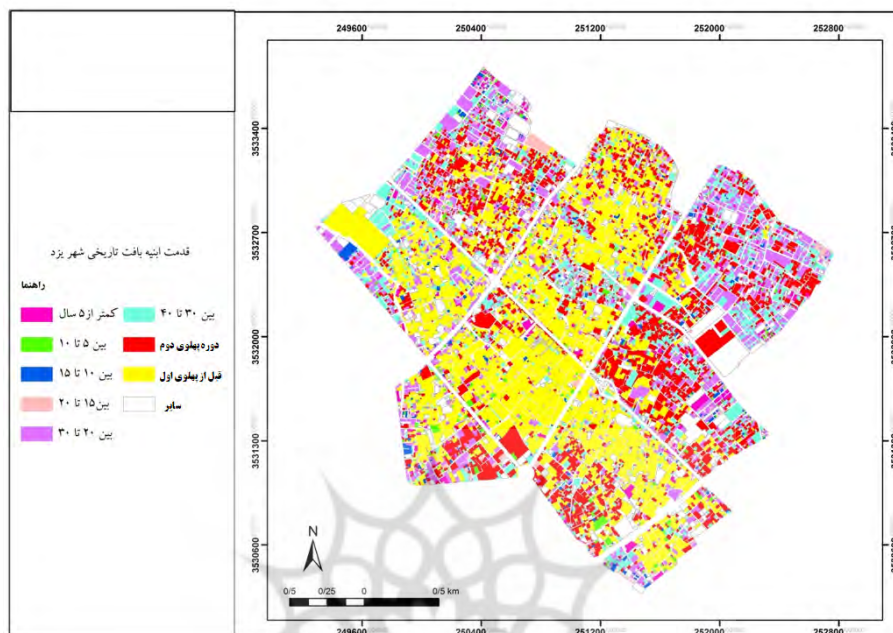 249600 250400 251200 252000 252800
قدمت ابنیه بافت تاریخی شهر یزد
راهنما
کمتر از ۵ سال
بین ۵ تا ۱۰
بین ۱۰ تا ۱۵
بین ۱۵ تا ۲۰
بین ۲۰ تا ۳۰
بین ۳۰ تا ۴۰
دوره پهلوی دوم
قبل از پهلوی اول
سایر
3533400
3532700
3532000
3531300
3530600
N
0/5 0/25 0 0/5 km
249600 250400 251200 252000 252800